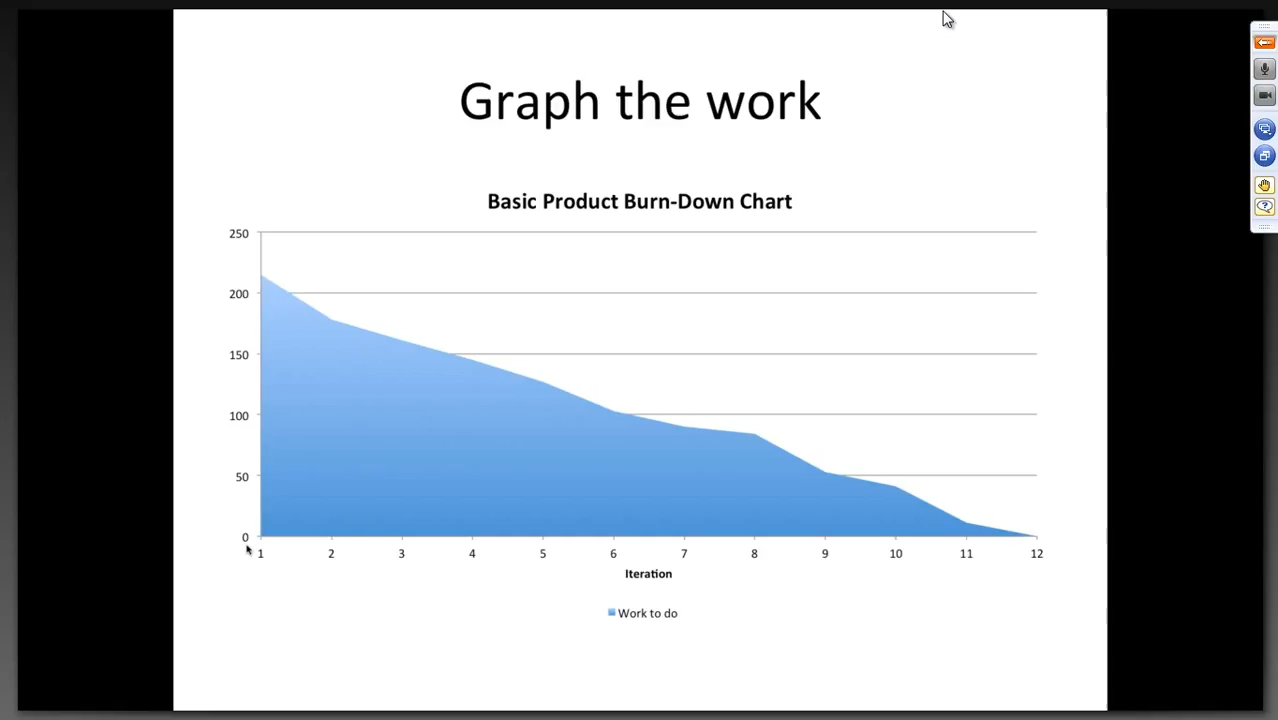 Graph the work
Basic Product Burn-Down Chart
250
200
150
100
50
0
1 2 3 4 5 6 7 8 9 10 11 12
Iteration
Work to do